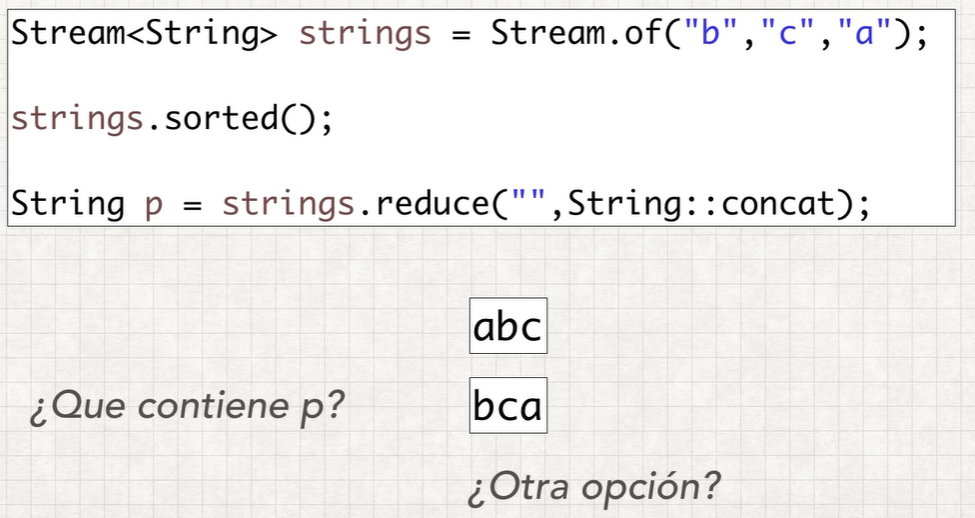 Stream<String> strings = Stream.of("b","c","a");
strings.sorted();
String p = strings.reduce("",String::concat);
abc
¿Que contiene p?
bca
¿Otra opción?